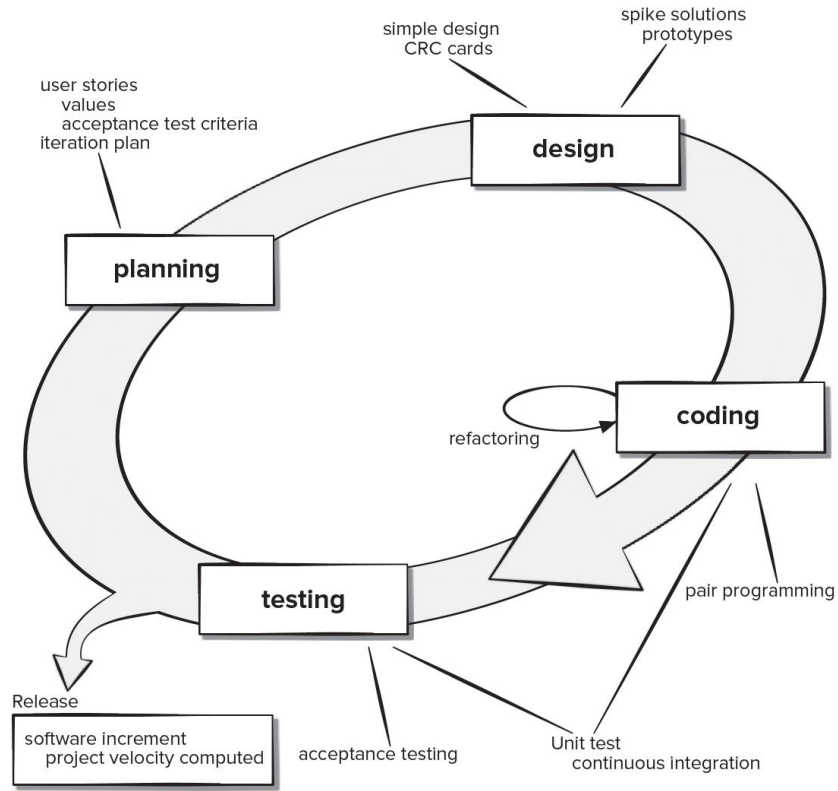 spike solutions
prototypes
simple design
CRC cards
user stories
values
acceptance test criteria
iteration plan
design
planning
coding
refactoring
testing
pair programming
Release
software increment
project velocity computed
acceptance testing
Unit test
continuous integration